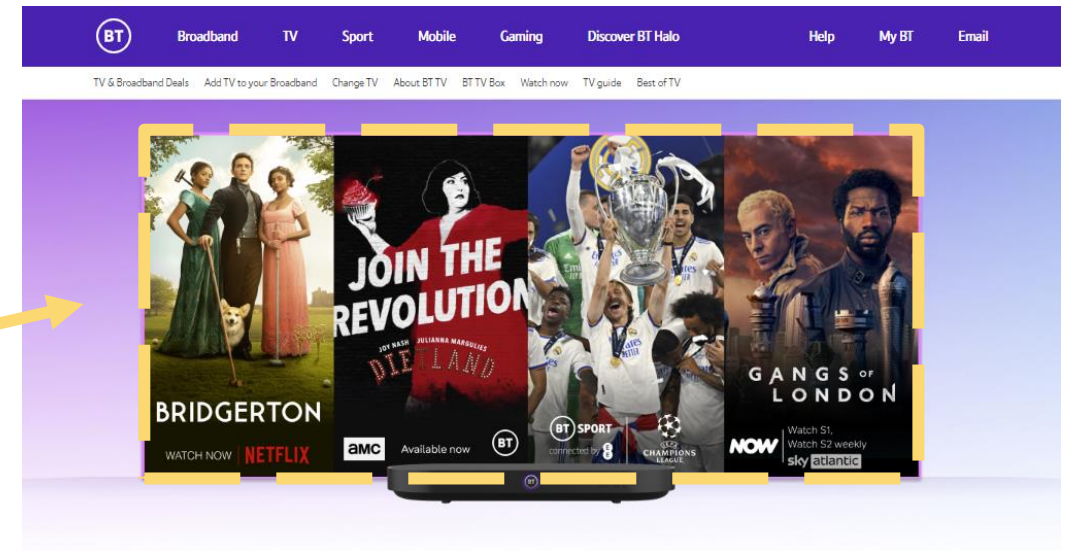 BT Broadband TV Sport Mobile Gaming Discover BT Halo Help My BT Email
TV & Broadband Deals Add TV to your Broadband Change TV About BT TV BT TV Box Watch now TV guide Best of TV
BRIDGERTON
WATCH NOW NETFLIX
JOIN THE
REVOLUTION
JOY NASH JULIANNA MARGULIES
DIETLAND
amc Available now BT
BT SPORT
connected by EE
UEFA
CHAMPIONS
LEAGUE
GANGS OF
LONDON
NOW
Watch S1,
Watch S2 weekly
sky atlantic
BT